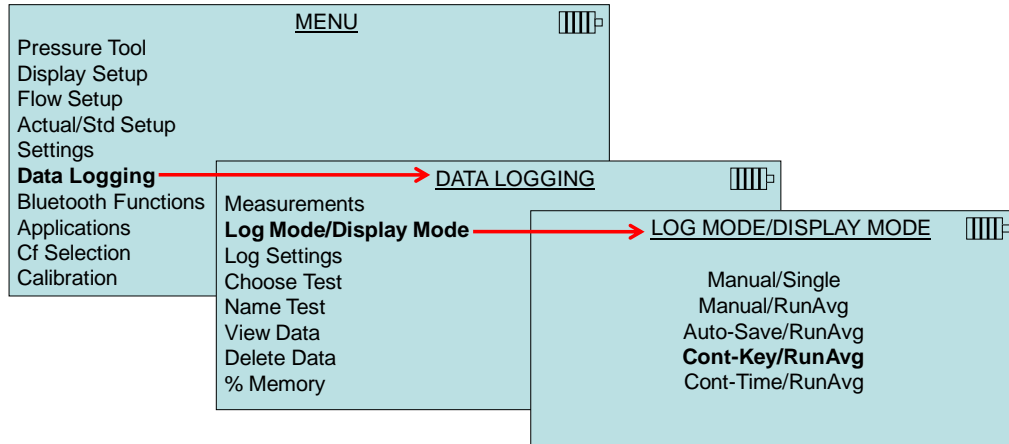 MENU
Pressure Tool
Display Setup
Flow Setup
Actual/Std Setup
Settings
Data Logging
Bluetooth Functions
Applications
Cf Selection
Calibration
DATA LOGGING
Measurements
Log Mode/Display Mode
Log Settings
Choose Test
Name Test
View Data
Delete Data
% Memory
LOG MODE/DISPLAY MODE
Manual/Single
Manual/RunAvg
Auto-Save/RunAvg
Cont-Key/RunAvg
Cont-Time/RunAvg